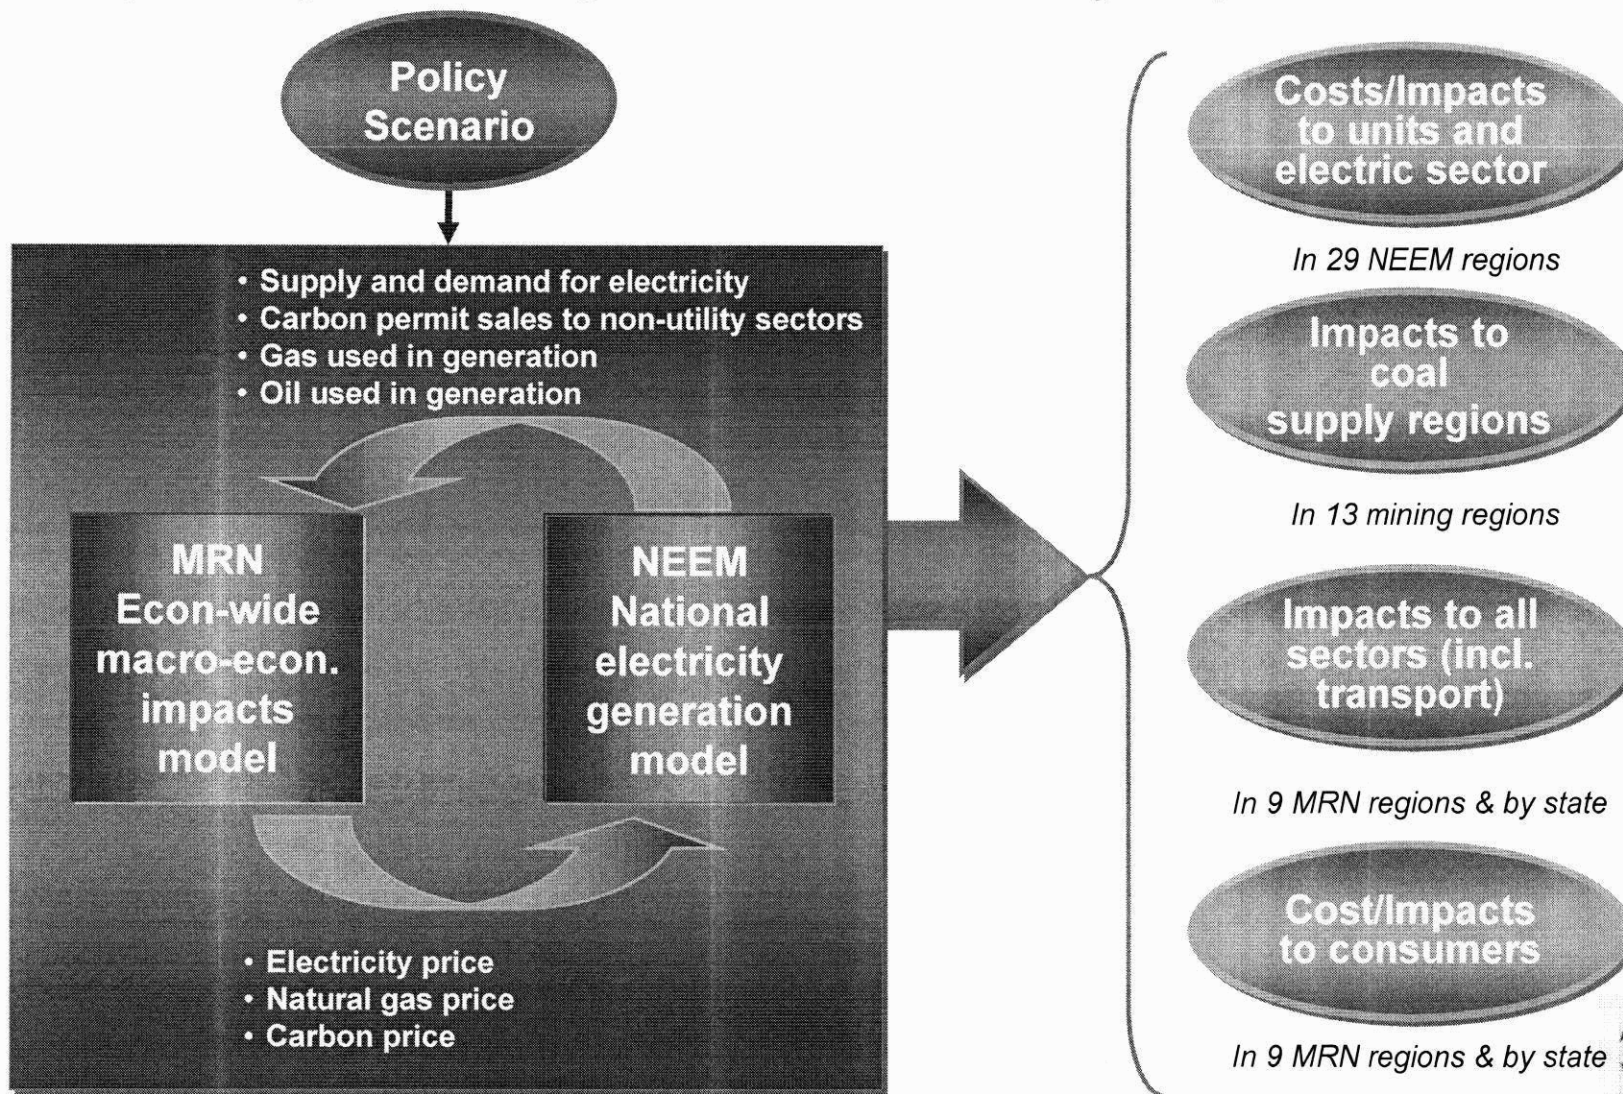 Policy
Scenario
• Supply and demand for electricity
• Carbon permit sales to non-utility sectors
• Gas used in generation
• Oil used in generation
MRN
Econ-wide
macro-econ.
impacts
model
NEEM
National
electricity
generation
model
• Electricity price
• Natural gas price
• Carbon price
Costs/Impacts
to units and
electric sector
In 29 NEEM regions
Impacts to
coal
supply regions
In 13 mining regions
Impacts to all
sectors (incl.
transport)
In 9 MRN regions & by state
Cost/Impacts
to consumers
In 9 MRN regions & by state